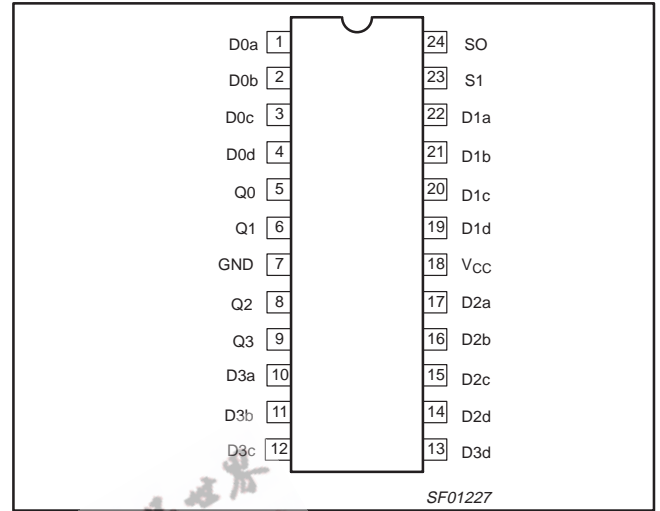 D0a 1 24 SO
D0b 2 23 S1
D0c 3 22 D1a
D0d 4 21 D1b
Q0 5 20 D1c
Q1 6 19 D1d
GND 7 18 VCC
Q2 8 17 D2a
Q3 9 16 D2b
D3a 10 15 D2c
D3b 11 14 D2d
D3c 12 13 D3d
SF01227